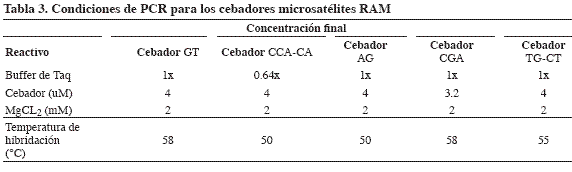 Tabla 3. Condiciones de PCR para los cebadores microsatélites RAM
Concentración final
Reactivo Cebador GT Cebador CCA-CA Cebador AG Cebador CGA Cebador TG-CT
Buffer de Taq 1x 0.64x 1x 1x 1x
Cebador (uM) 4 4 4 3.2 4
MgCL2 (mM) 2 2 2 2 2
Temperatura de
hibridación 58 50 50 58 55
(°C)